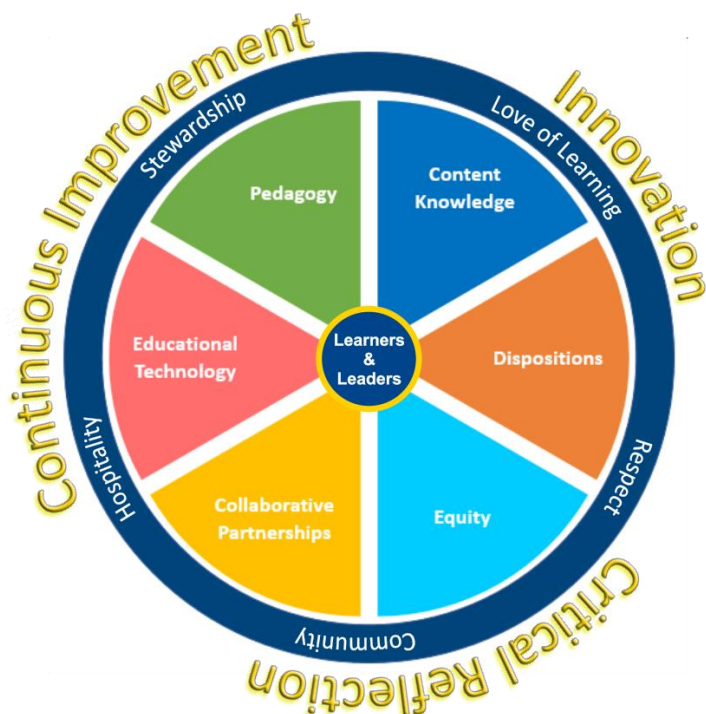 Continuous Improvement
Innovation
Critical Reflection
Stewardship
Love of Learning
Respect
Community
Hospitality
Pedagogy
Content
Knowledge
Educational
Technology
Learners
&
Leaders
Dispositions
Collaborative
Partnerships
Equity